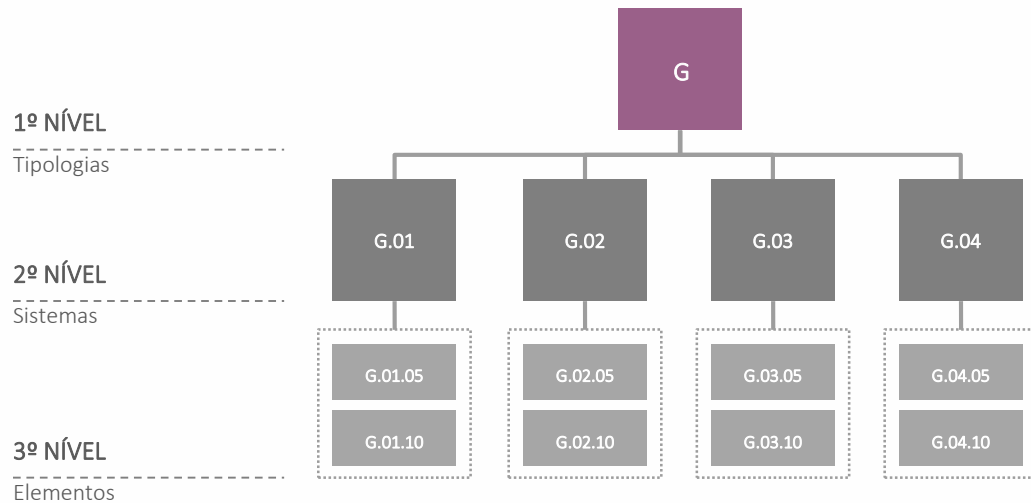 G
1º NÍVEL
Tipologias
G.01
G.02
G.03
G.04
2º NÍVEL
Sistemas
G.01.05
G.02.05
G.03.05
G.04.05
G.01.10
G.02.10
G.03.10
G.04.10
3º NÍVEL
Elementos